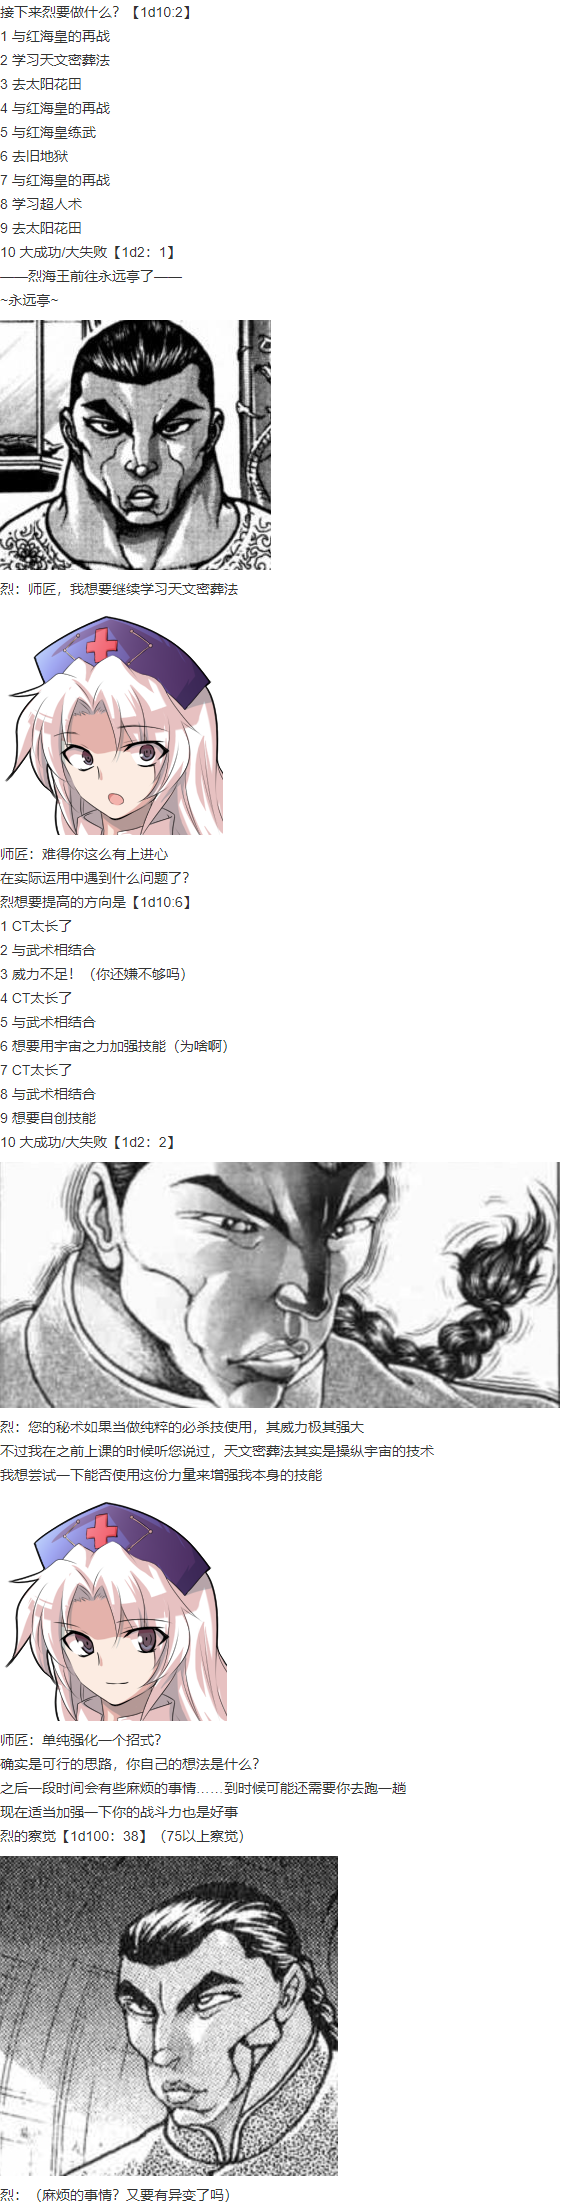 接下来烈要做什么？【1d10:2】
1 与红海皇的再战
2 学习天文密葬法
3 去太阳花田
4 与红海皇的再战
5 与红海皇练武
6 去旧地狱
7 与红海皇的再战
8 学习超人术
9 去太阳花田
10 大成功/大失败【1d2：1】
——烈海王前往永远亭了——
~永远亭~
烈：师匠，我想要继续学习天文密葬法
师匠：难得你这么有上进心
在实际运用中遇到什么问题了？
烈想要提高的方向是【1d10:6】
1 CT太长了
2 与武术相结合
3 威力不足！（你还嫌不够吗）
4 CT太长了
5 与武术相结合
6 想要用宇宙之力加强技能（为啥啊）
7 CT太长了
8 与武术相结合
9 想要自创技能
10 大成功/大失败【1d2：2】
烈：您的秘术如果当做纯粹的必杀技使用，其威力极其强大
不过我在之前上课的时候听您说过，天文密葬法其实是操纵宇宙的技术
我想尝试一下能否使用这份力量来增强我本身的技能
师匠：单纯强化一个招式？
确实是可行的思路，你自己的想法是什么？
之后一段时间会有些麻烦的事情……到时候可能还需要你去跑一趟
现在适当加强一下你的战斗力也是好事
烈的察觉【1d100：38】（75以上察觉）
烈：（麻烦的事情？又要有异变了吗）